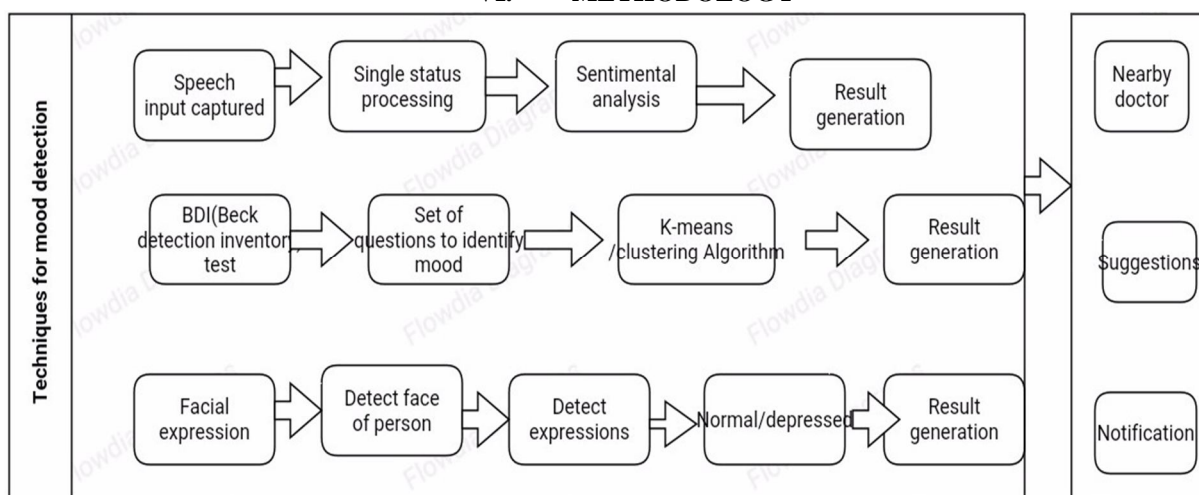 Techniques for mood detection
Speech
input captured
Single status
processing
Sentimental
analysis
Result
generation
BDI(Beck
detection inventory
test
Set of
questions to identify
mood
K-means
/clustering Algorithm
Result
generation
Facial
expression
Detect face
of person
Detect
expressions
Normal/depressed
Result
generation
Nearby
doctor
Suggestions
Notification
Flowdia Diagrams